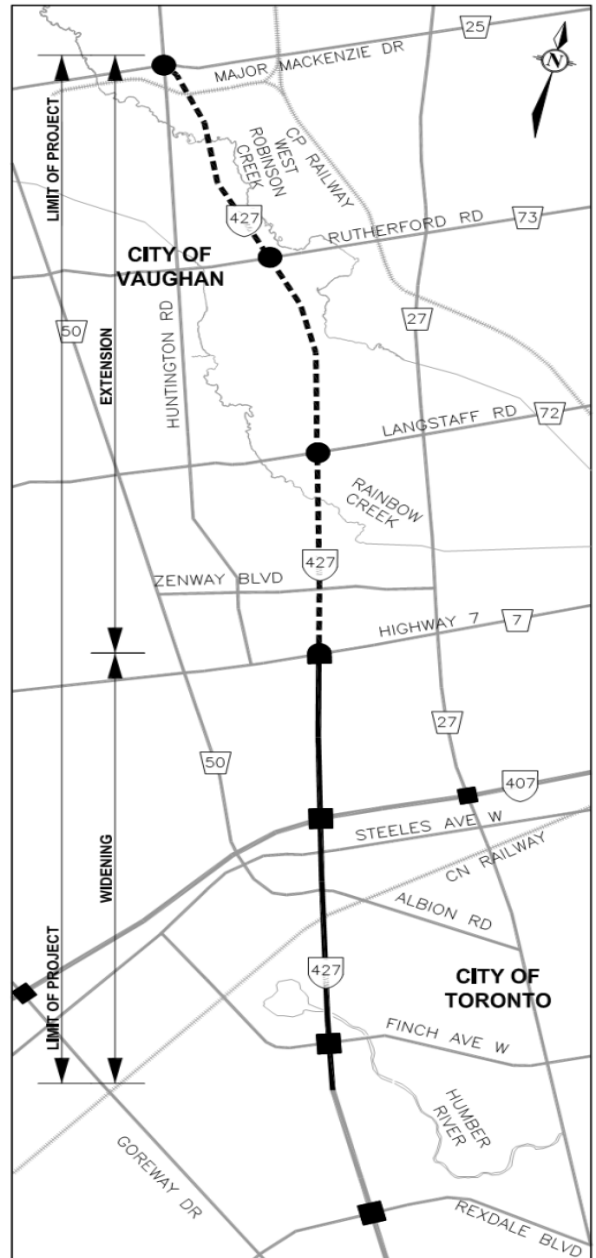 25
MAJOR MACKENZIE DR
N
LIMIT OF PROJECT
WEST
ROBINSON
CREEK
CP RAILWAY
427
RUTHERFORD RD
73
CITY OF
VAUGHAN
50
EXTENSION
HUNTINGTON RD
27
LANGSTAFF RD
72
RAINBOW
CREEK
427
ZENWAY BLVD
HIGHWAY 7
7
27
50
407
STEELES AVE W
WIDENING
CN RAILWAY
ALBION RD
427
CITY OF
TORONTO
LIMIT OF PROJECT
FINCH AVE W
HUMBER
RIVER
GOREWAY DR
REXDALE BLVD